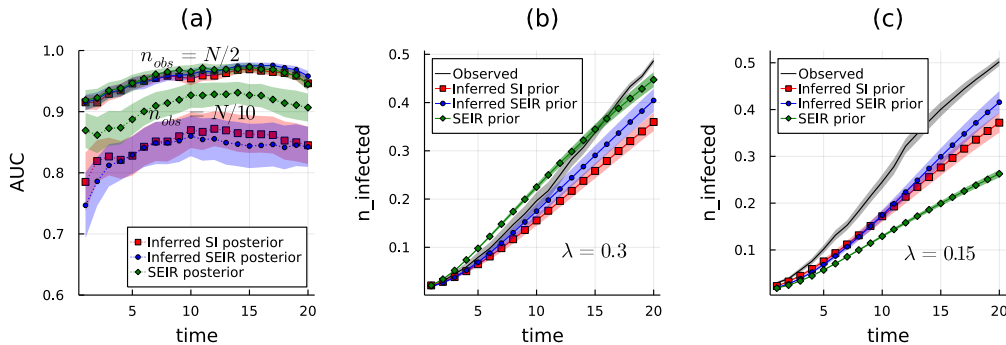 (a)
1.0
0.9
0.8
0.7
0.6
AUC
n_obs = N/2
n_obs = N/10
Inferred SI posterior
Inferred SEIR posterior
SEIR posterior
5
10
15
20
time
(b)
0.5
0.4
0.3
0.2
0.1
n_infected
Observed
Inferred SI prior
Inferred SEIR prior
SEIR prior
λ = 0.3
5
10
15
20
time
(c)
0.5
0.4
0.3
0.2
0.1
n_infected
Observed
Inferred SI prior
Inferred SEIR prior
SEIR prior
λ = 0.15
5
10
15
20
time